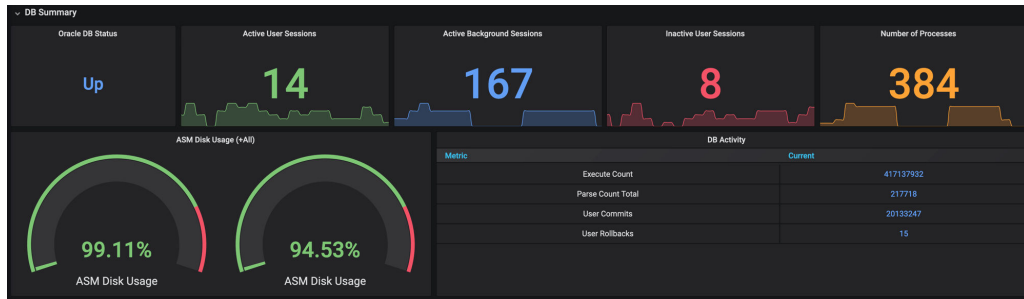 DB Summary
Oracle DB Status
Up
Active User Sessions
14
Active Background Sessions
167
Inactive User Sessions
8
Number of Processes
384
ASM Disk Usage (+All)
99.11%
ASM Disk Usage
94.53%
ASM Disk Usage
DB Activity
Metric Current
Execute Count 417137932
Parse Count Total 217718
User Commits 20133247
User Rollbacks 15